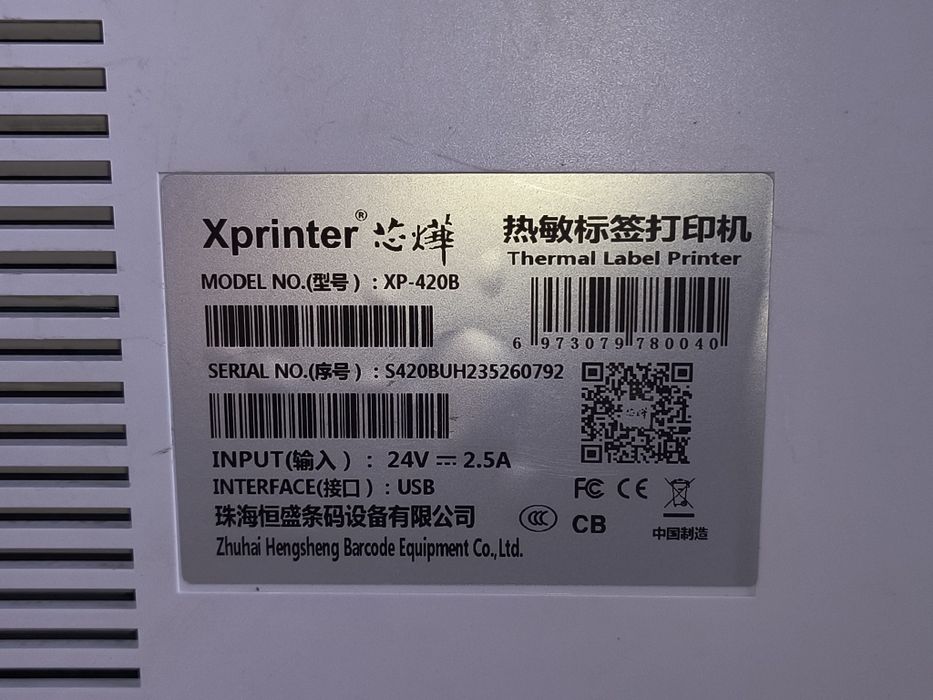 Xprinter® 芯烨
热敏标签打印机
Thermal Label Printer
MODEL NO.(型号)：XP-420B
6 973079 780040
SERIAL NO.(序号)：S420BUH235260792
芯烨
INPUT(输入)：24V ⎓ 2.5A
INTERFACE(接口)：USB
FC CE
珠海恒盛条码设备有限公司
CCC CB
中国制造
Zhuhai Hengsheng Barcode Equipment Co.,Ltd.